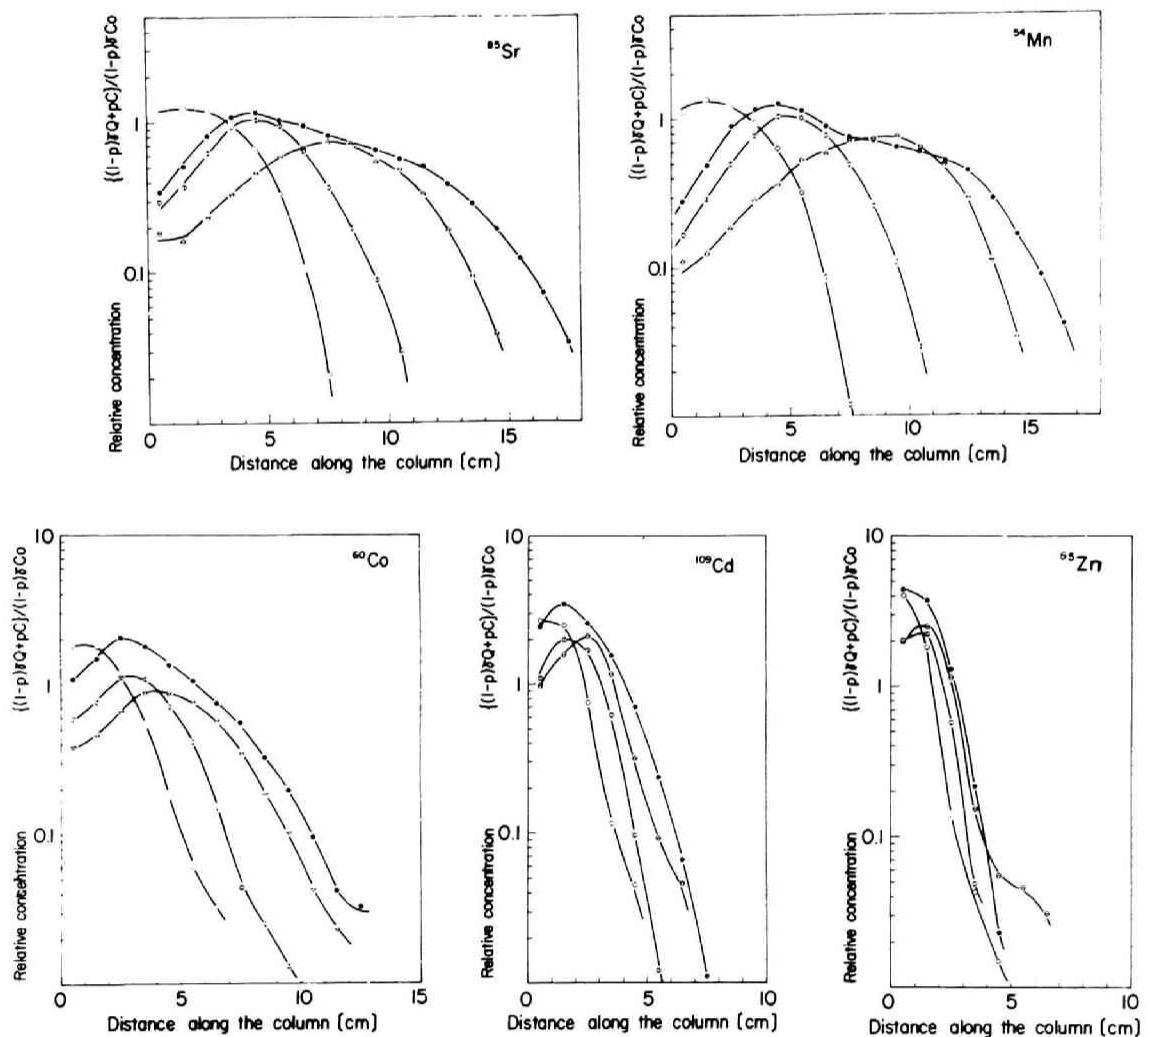 ⁸⁵Sr
{(1-p)γQ+pC}/(1-p)γCo
Relative concentration
1
0.1
0 5 10 15
Distance along the column (cm)
⁵⁴Mn
{(1-p)γQ+pC}/(1-p)γCo
Relative concentration
1
0.1
0 5 10 15
Distance along the column (cm)
⁶⁰Co
{(1-p)γQ+pC}/(1-p)γCo
Relative concentration
10
1
0.1
0 5 10 15
Distance along the column (cm)
¹⁰⁹Cd
{(1-p)γQ+pC}/(1-p)γCo
Relative concentration
10
1
0.1
0 5 10
Distance along the column (cm)
⁶⁵Zn
{(1-p)γQ+pC}/(1-p)γCo
Relative concentration
10
1
0.1
0 5 10
Distance along the column (cm)